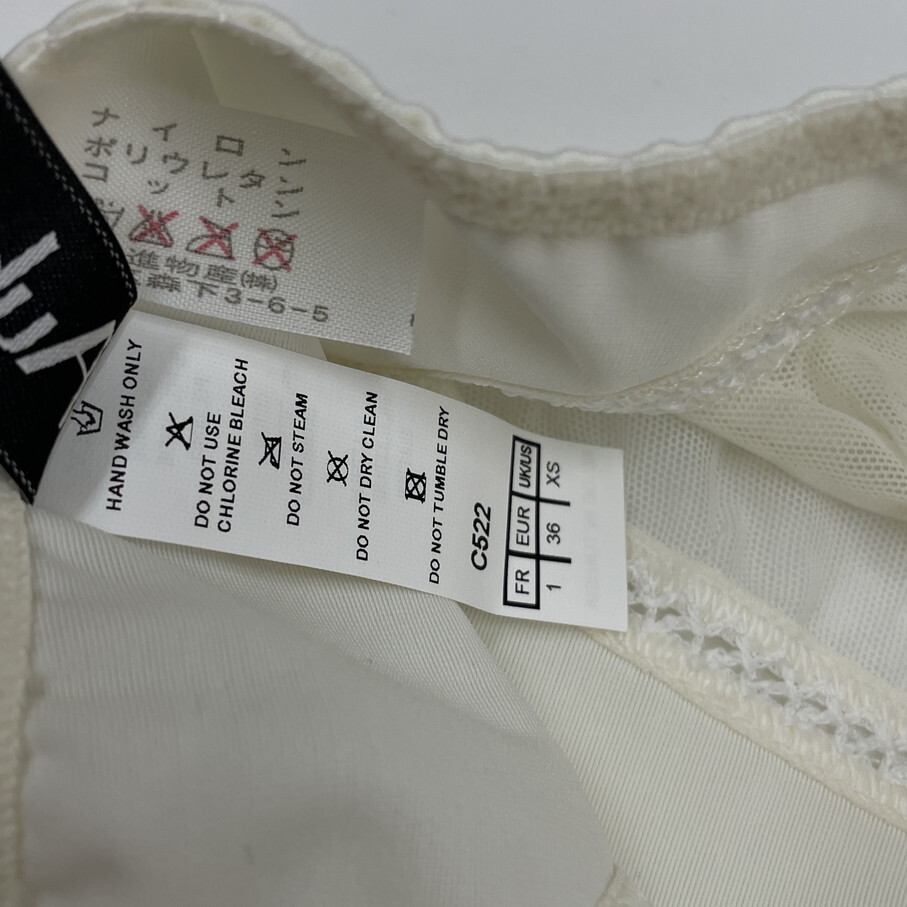 ナイロン
ポリウレタン
コットン
進物産(株)
森下3-6-5
HAND WASH ONLY
DO NOT USE
CHLORINE BLEACH
DO NOT STEAM
DO NOT DRY CLEAN
DO NOT TUMBLE DRY
C522
FR EUR UK/US
1 36 XS